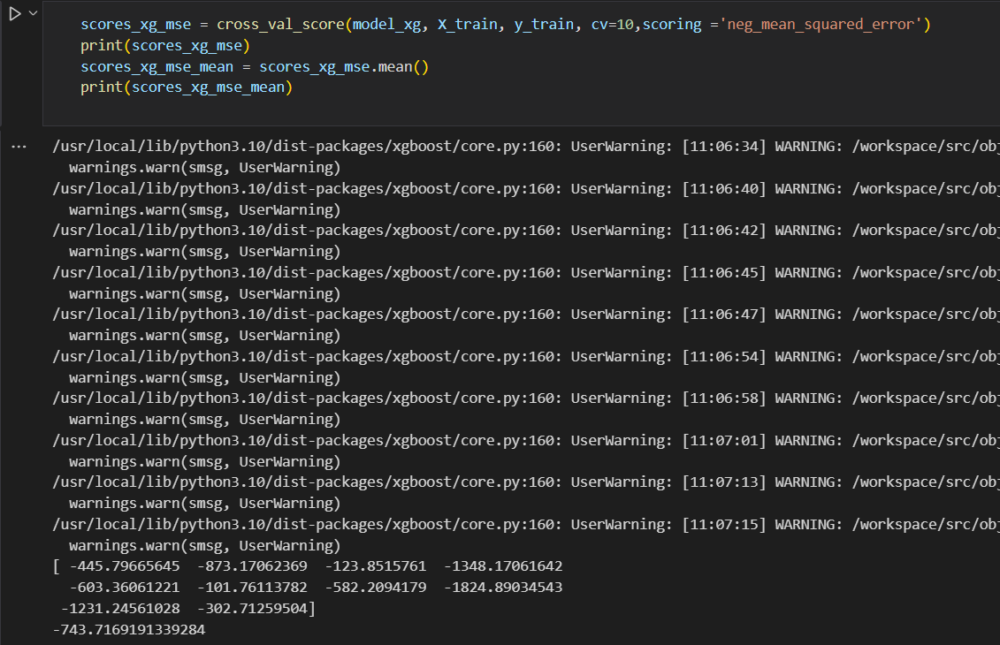 scores_xg_mse = cross_val_score(model_xg, X_train, y_train, cv=10,scoring ='neg_mean_squared_error')
print(scores_xg_mse)
scores_xg_mse_mean = scores_xg_mse.mean()
print(scores_xg_mse_mean)
... /usr/local/lib/python3.10/dist-packages/xgboost/core.py:160: UserWarning: [11:06:34] WARNING: /workspace/src/obj
warnings.warn(smsg, UserWarning)
/usr/local/lib/python3.10/dist-packages/xgboost/core.py:160: UserWarning: [11:06:40] WARNING: /workspace/src/obj
warnings.warn(smsg, UserWarning)
/usr/local/lib/python3.10/dist-packages/xgboost/core.py:160: UserWarning: [11:06:42] WARNING: /workspace/src/obj
warnings.warn(smsg, UserWarning)
/usr/local/lib/python3.10/dist-packages/xgboost/core.py:160: UserWarning: [11:06:45] WARNING: /workspace/src/obj
warnings.warn(smsg, UserWarning)
/usr/local/lib/python3.10/dist-packages/xgboost/core.py:160: UserWarning: [11:06:47] WARNING: /workspace/src/obj
warnings.warn(smsg, UserWarning)
/usr/local/lib/python3.10/dist-packages/xgboost/core.py:160: UserWarning: [11:06:54] WARNING: /workspace/src/obj
warnings.warn(smsg, UserWarning)
/usr/local/lib/python3.10/dist-packages/xgboost/core.py:160: UserWarning: [11:06:58] WARNING: /workspace/src/obj
warnings.warn(smsg, UserWarning)
/usr/local/lib/python3.10/dist-packages/xgboost/core.py:160: UserWarning: [11:07:01] WARNING: /workspace/src/obj
warnings.warn(smsg, UserWarning)
/usr/local/lib/python3.10/dist-packages/xgboost/core.py:160: UserWarning: [11:07:13] WARNING: /workspace/src/obj
warnings.warn(smsg, UserWarning)
/usr/local/lib/python3.10/dist-packages/xgboost/core.py:160: UserWarning: [11:07:15] WARNING: /workspace/src/obj
warnings.warn(smsg, UserWarning)
[ -445.79665645 -873.17062369 -123.8515761 -1348.17061642
-603.36061221 -101.76113782 -582.2094179 -1824.89034543
-1231.24561028 -302.71259504]
-743.7169191339284